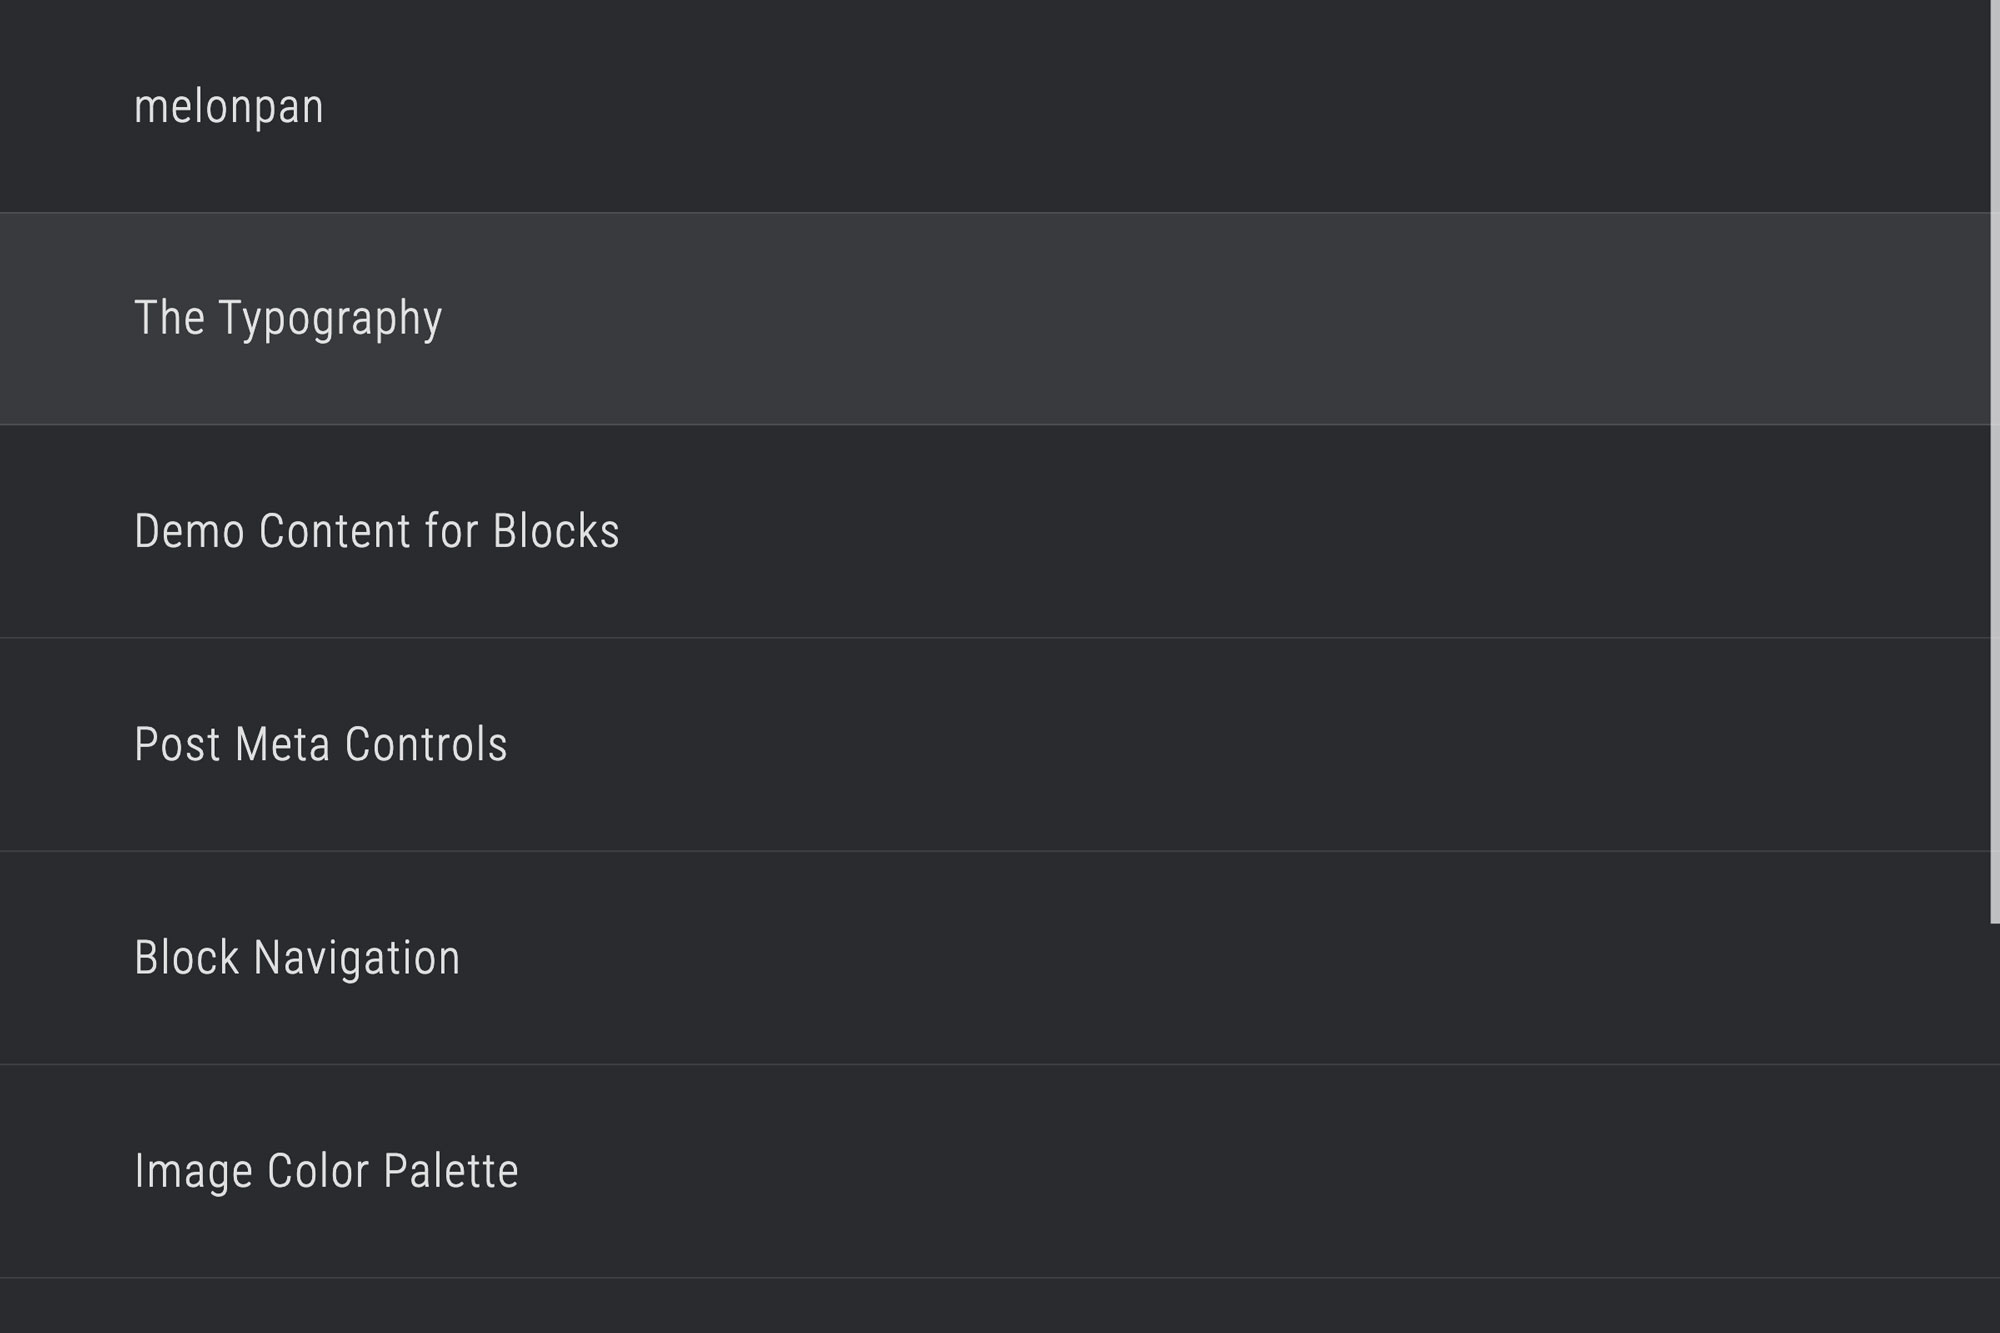 melonpan
The Typography
Demo Content for Blocks
Post Meta Controls
Block Navigation
Image Color Palette